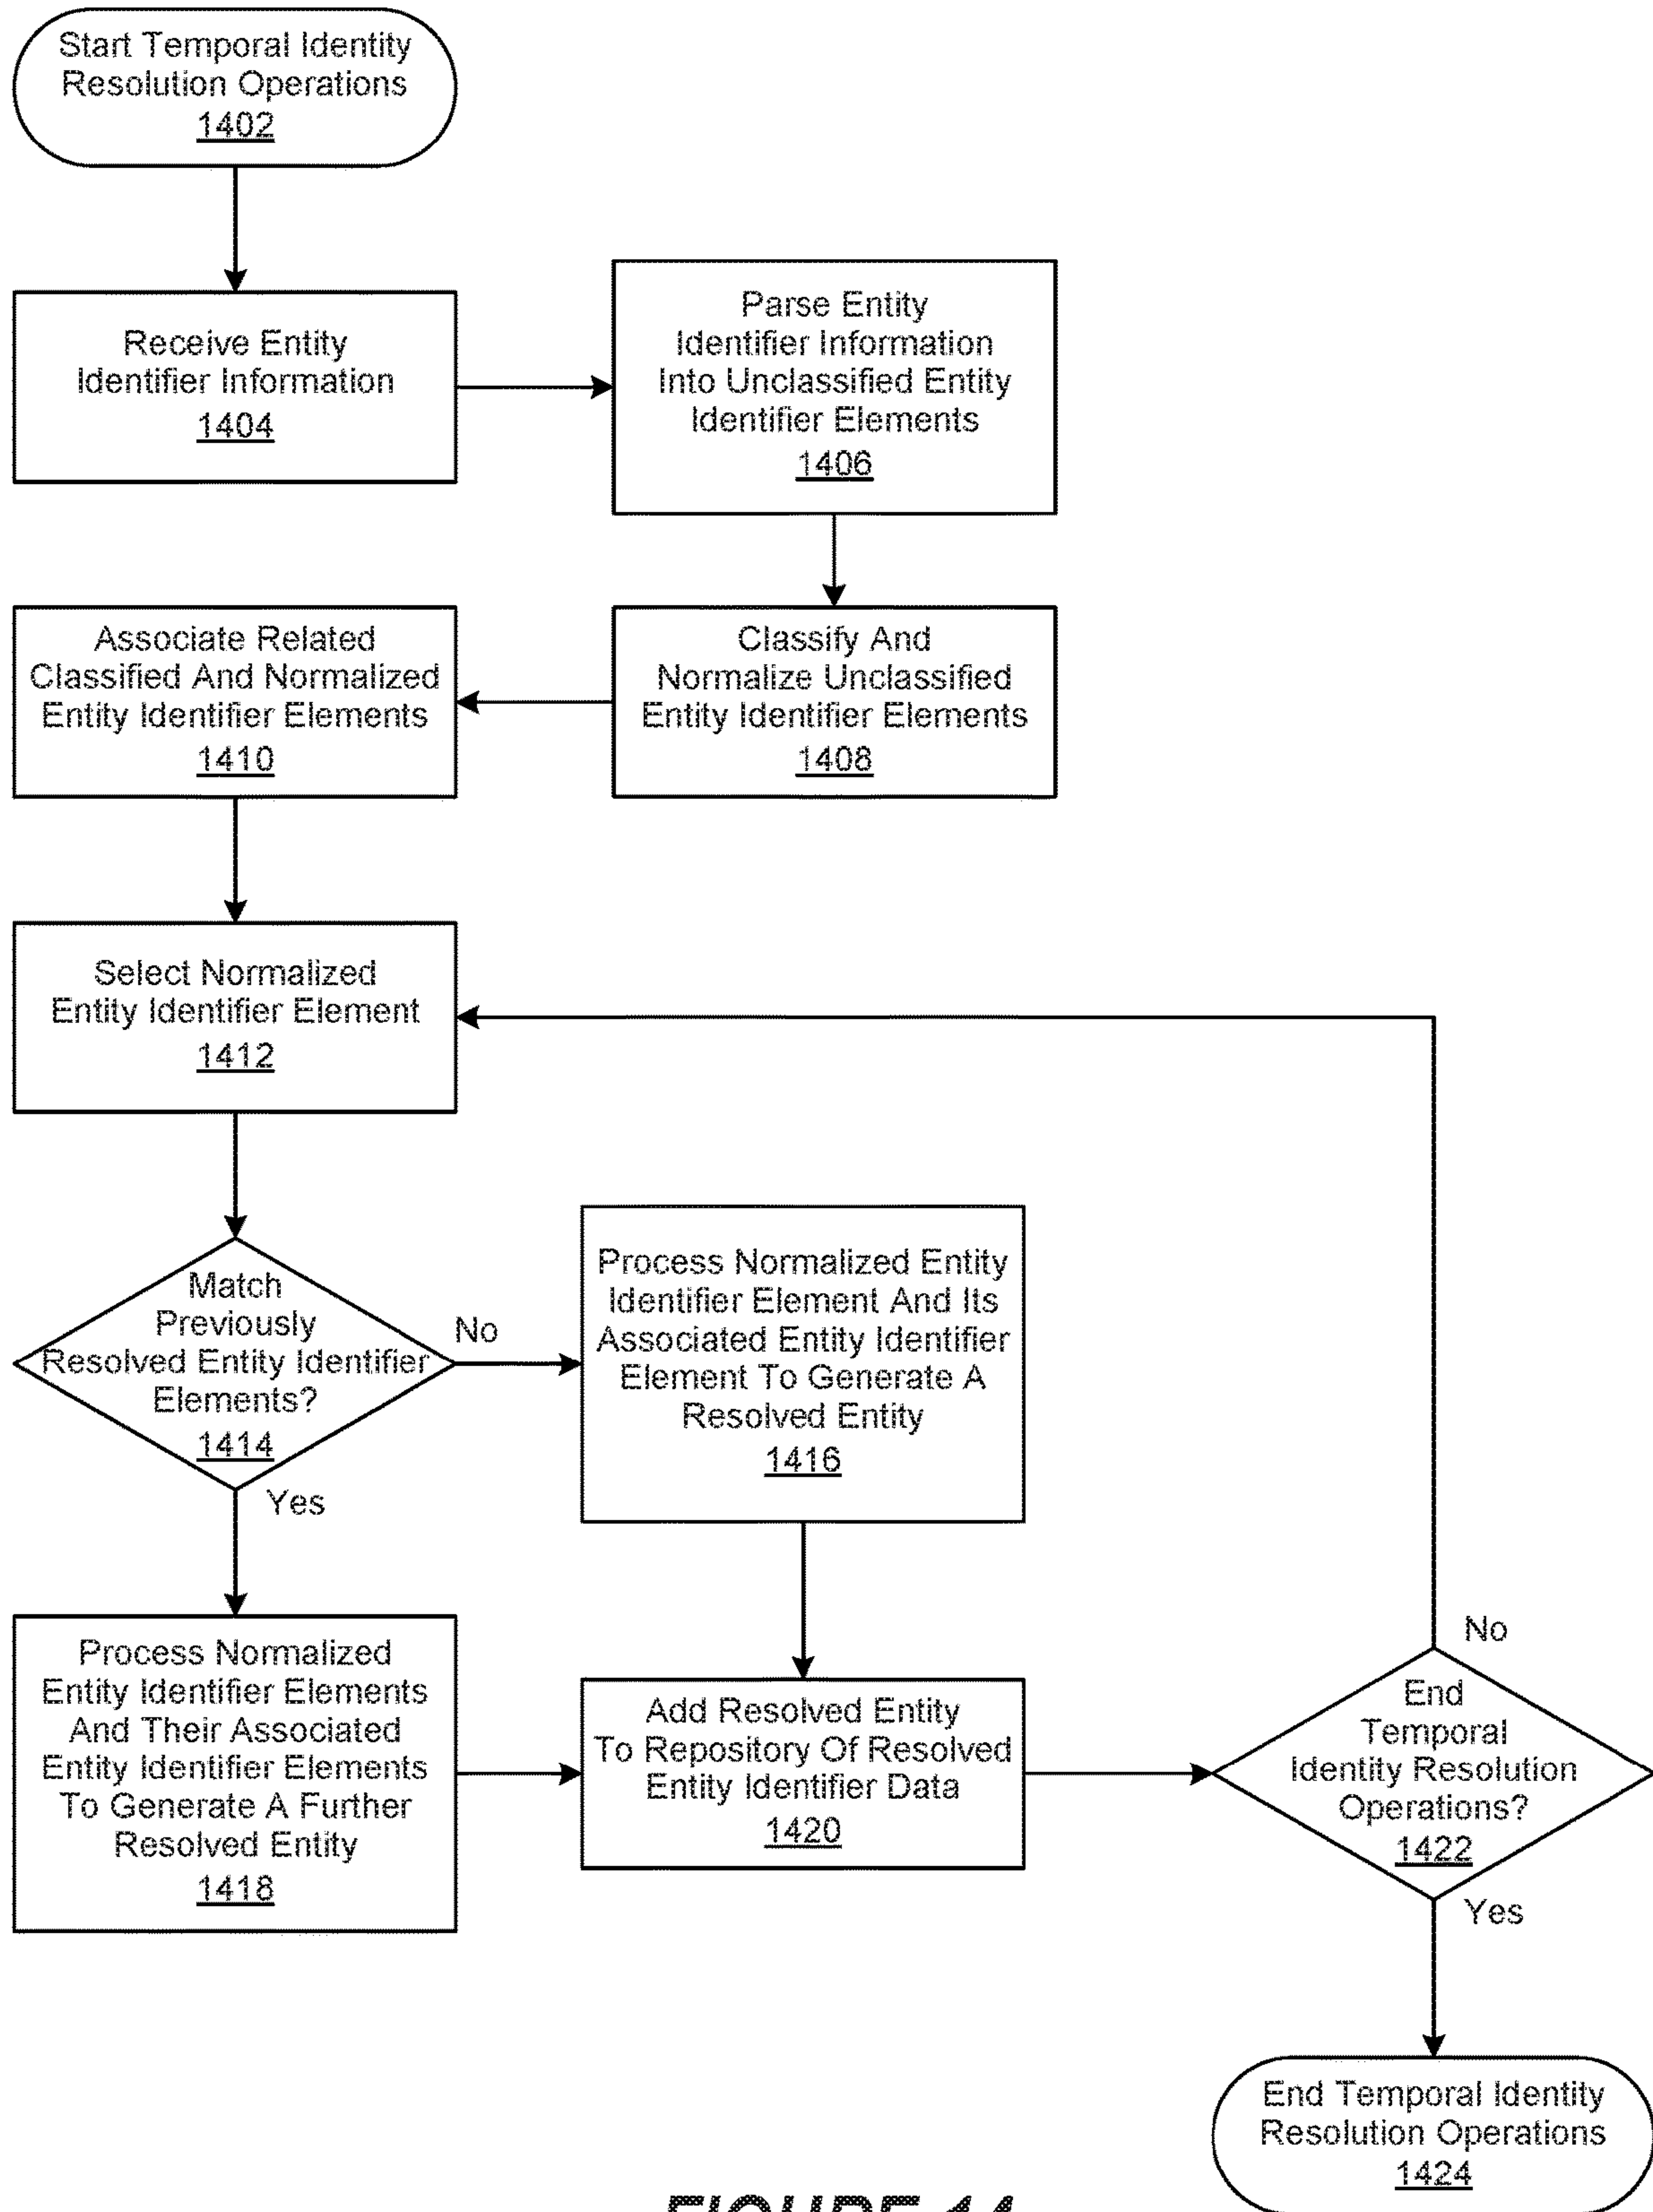 Start Temporal Identity
Resolution Operations
1402
Receive Entity
Identifier Information
1404
Parse Entity
Identifier Information
Into Unclassified Entity
Identifier Elements
1406
Classify And
Normalize Unclassified
Entity Identifier Elements
1408
Associate Related
Classified And Normalized
Entity Identifier Elements
1410
Select Normalized
Entity Identifier Element
1412
Match
Previously
Resolved Entity Identifier
Elements?
1414
No
Yes
Process Normalized Entity
Identifier Element And Its
Associated Entity Identifier
Element To Generate A
Resolved Entity
1416
Process Normalized
Entity Identifier Elements
And Their Associated
Entity Identifier Elements
To Generate A Further
Resolved Entity
1418
Add Resolved Entity
To Repository Of Resolved
Entity Identifier Data
1420
No
End
Temporal
Identity Resolution
Operations?
1422
Yes
End Temporal Identity
Resolution Operations
1424
FIGURE 14